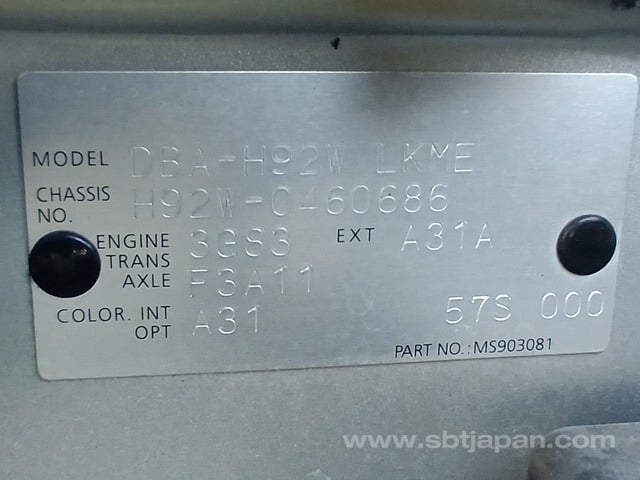 MODEL DBA-H92W LKME
CHASSIS NO. H92W-0460686
ENGINE 3G83 EXT A31A
TRANS AXLE F3A11
COLOR. INT OPT A31 57S 000
PART NO.:MS903081
www.sbtjapan.com